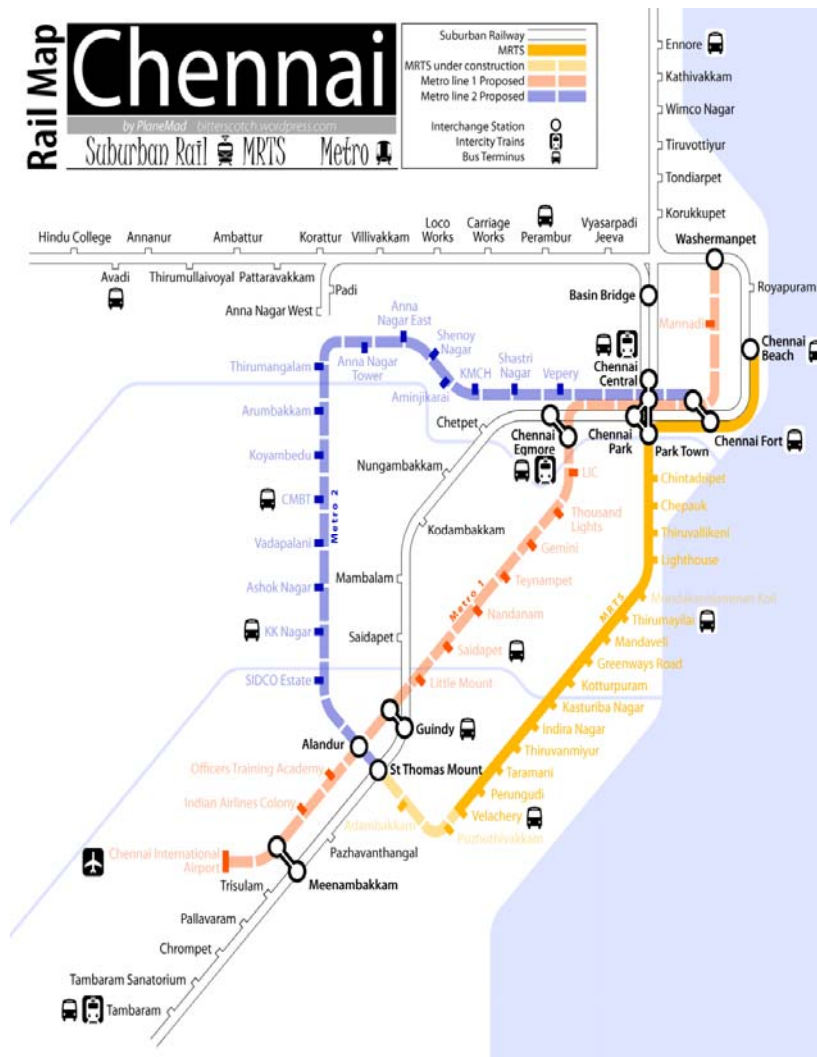 Rail Map
Chennai
by PlaneMad bitterscotch.wordpress.com
Suburban Rail MRTS Metro
Suburban Railway
MRTS
MRTS under construction
Metro line 1 Proposed
Metro line 2 Proposed
Interchange Station
Intercity Trains
Bus Terminus
Ennore
Kathivakkam
Wimco Nagar
Tiruvottiyur
Tondiarpet
Korukkupet
Hindu College
Annanur
Ambattur
Korattur
Villivakkam
Loco
Works
Carriage
Works
Perambur
Vyasarpadi
Jeeva
Washermanpet
Avadi
Thirumullaivoyal
Pattaravakkam
Padi
Anna Nagar West
Basin Bridge
Royapuram
Mannadi
Chennai
Beach
Anna
Nagar East
Shenoy
Nagar
Thirumangalam
Anna Nagar
Tower
Aminjikarai
KMCH
Shastri
Nagar
Vepery
Chennai
Central
Arumbakkam
Chetpet
Chennai
Egmore
Chennai
Park
Park Town
Chennai Fort
Koyambedu
Nungambakkam
LIC
Chintadripet
CMBT
Metro 2
Thousand
Lights
Chepauk
Kodambakkam
Thiruvallikeni
Vadapalani
Gemini
Lighthouse
Ashok Nagar
Mambalam
Teynampet
Metro 1
MRTS
Mundakanniamman Koil
Nandanam
Thirumayilai
KK Nagar
Saidapet
Saidapet
Mandaveli
Greenways Road
SIDCO Estate
Little Mount
Kotturpuram
Kasturiba Nagar
Guindy
Indira Nagar
Alandur
Thiruvanmiyur
Officers Training Academy
St Thomas Mount
Taramani
Indian Airlines Colony
Perungudi
Adambakkam
Velachery
Puzhuthivakkam
Pazhavanthangal
Chennai International
Airport
Trisulam
Meenambakkam
Pallavaram
Chrompet
Tambaram Sanatorium
Tambaram